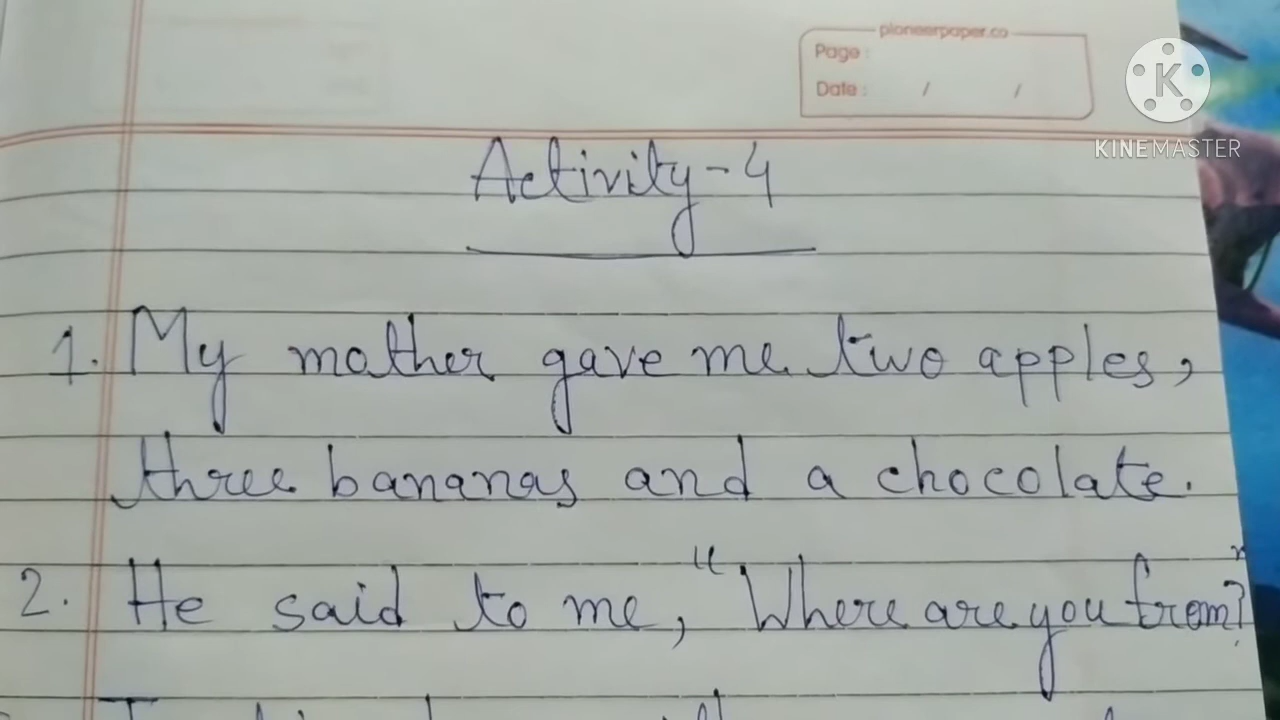 pioneerpaper.co
Page :
Date : / /
KINEMASTER
Activity-4
1. My mother gave me two apples,
three bananas and a chocolate.
2. He said to me, "Where are you from?"